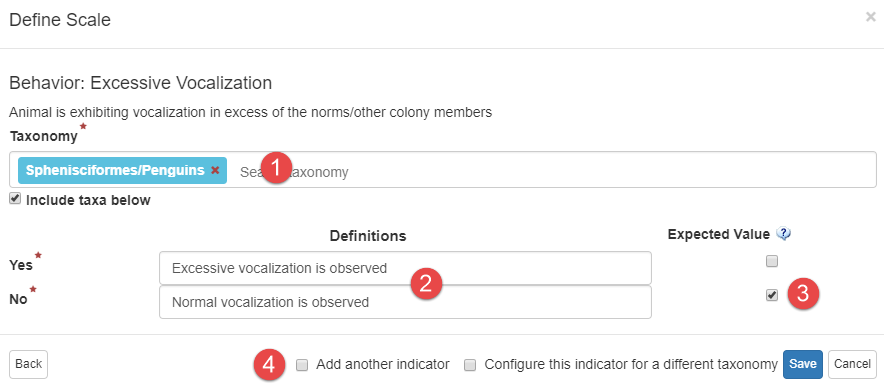 Define Scale ×
Behavior: Excessive Vocalization
Animal is exhibiting vocalization in excess of the norms/other colony members
Taxonomy *
Sphenisciformes/Penguins × Sea 1 taxonomy
Include taxa below
Definitions Expected Value ?
Yes * Excessive vocalization is observed
2
No * Normal vocalization is observed 3
Back 4 Add another indicator Configure this indicator for a different taxonomy Save Cancel